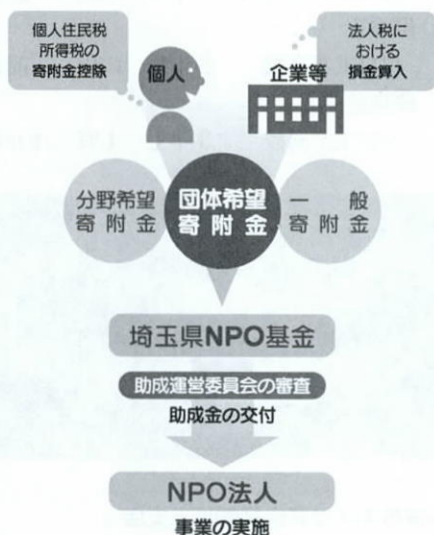 個人住民税
所得税の
寄附金控除
個人
企業等
法人税に
おける
損金算入
分野希望
寄附金
団体希望
寄附金
一般
寄附金
埼玉県NPO基金
助成運営委員会の審査
助成金の交付
NPO法人
事業の実施